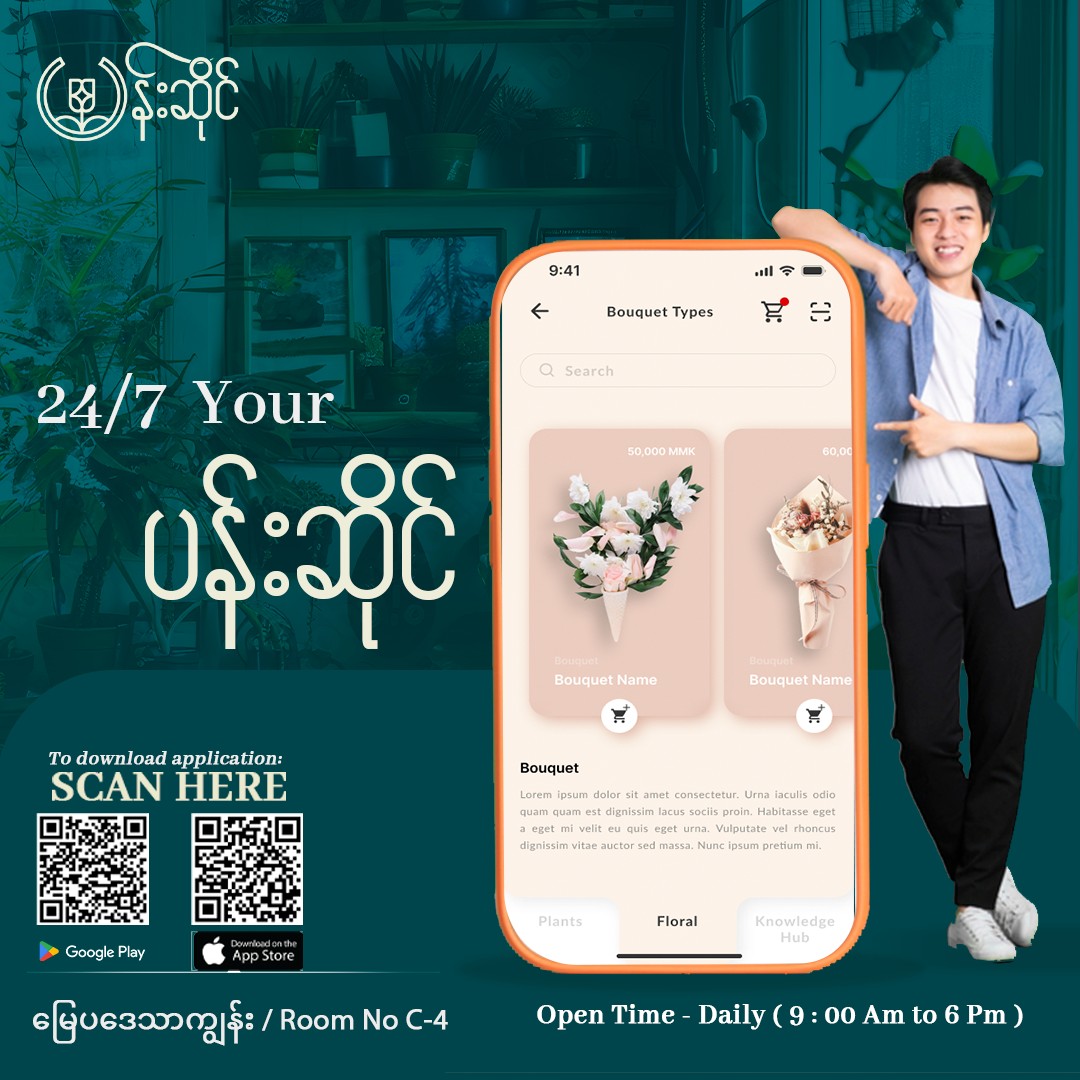 ပန်းဆိုင်
24/7 Your
ပန်းဆိုင်
9:41
Bouquet Types
Search
50,000 MMK
60,00
Bouquet
Bouquet Name
Bouquet
Bouquet Name
Bouquet
Lorem ipsum dolor sit amet consectetur. Urna iaculis odio
quam quam est dignissim lacus sociis proin. Habitasse eget
a eget mi velit eu quis eget urna. Vulputate vel rhoncus
dignissim vitae auctor sed massa. Nunc ipsum pretium mi.
Plants
Floral
Knowledge
Hub
To download application:
SCAN HERE
Google Play
Download on the
App Store
မြေပဒေသာကျွန်း / Room No C-4
Open Time - Daily ( 9 : 00 Am to 6 Pm )